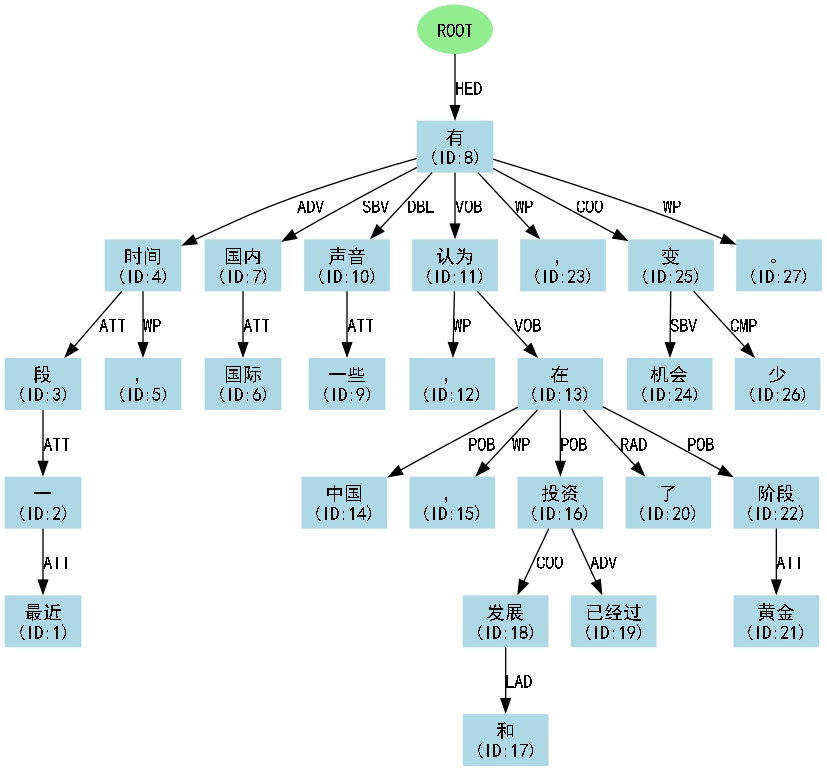 ROOT
HED
有
(ID:8)
ADV
SBV
DBL
VOB
WP
COO
WP
时间
(ID:4)
国内
(ID:7)
声音
(ID:10)
认为
(ID:11)
，
(ID:23)
变
(ID:25)
。
(ID:27)
ATT
WP
ATT
ATT
WP
VOB
SBV
CMP
段
(ID:3)
，
(ID:5)
国际
(ID:6)
一些
(ID:9)
，
(ID:12)
在
(ID:13)
机会
(ID:24)
少
(ID:26)
ATT
POB
WP
POB
RAD
POB
一
(ID:2)
中国
(ID:14)
，
(ID:15)
投资
(ID:16)
了
(ID:20)
阶段
(ID:22)
ATT
COO
ADV
ATT
最近
(ID:1)
发展
(ID:18)
已经过
(ID:19)
黄金
(ID:21)
LAD
和
(ID:17)